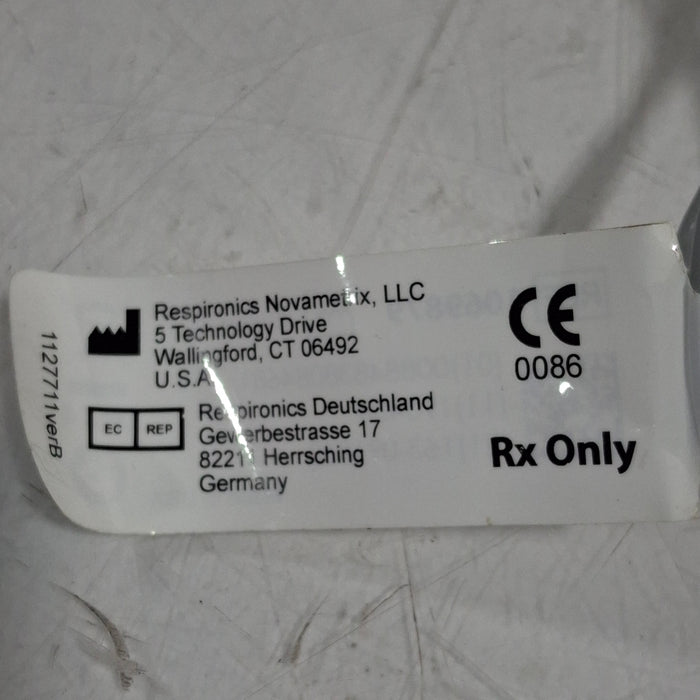 Respironics Novametrix, LLC
5 Technology Drive
Wallingford, CT 06492
U.S.A.
EC REP
Respironics Deutschland
Gewerbestrasse 17
82211 Herrsching
Germany
CE
0086
Rx Only
1127711verB